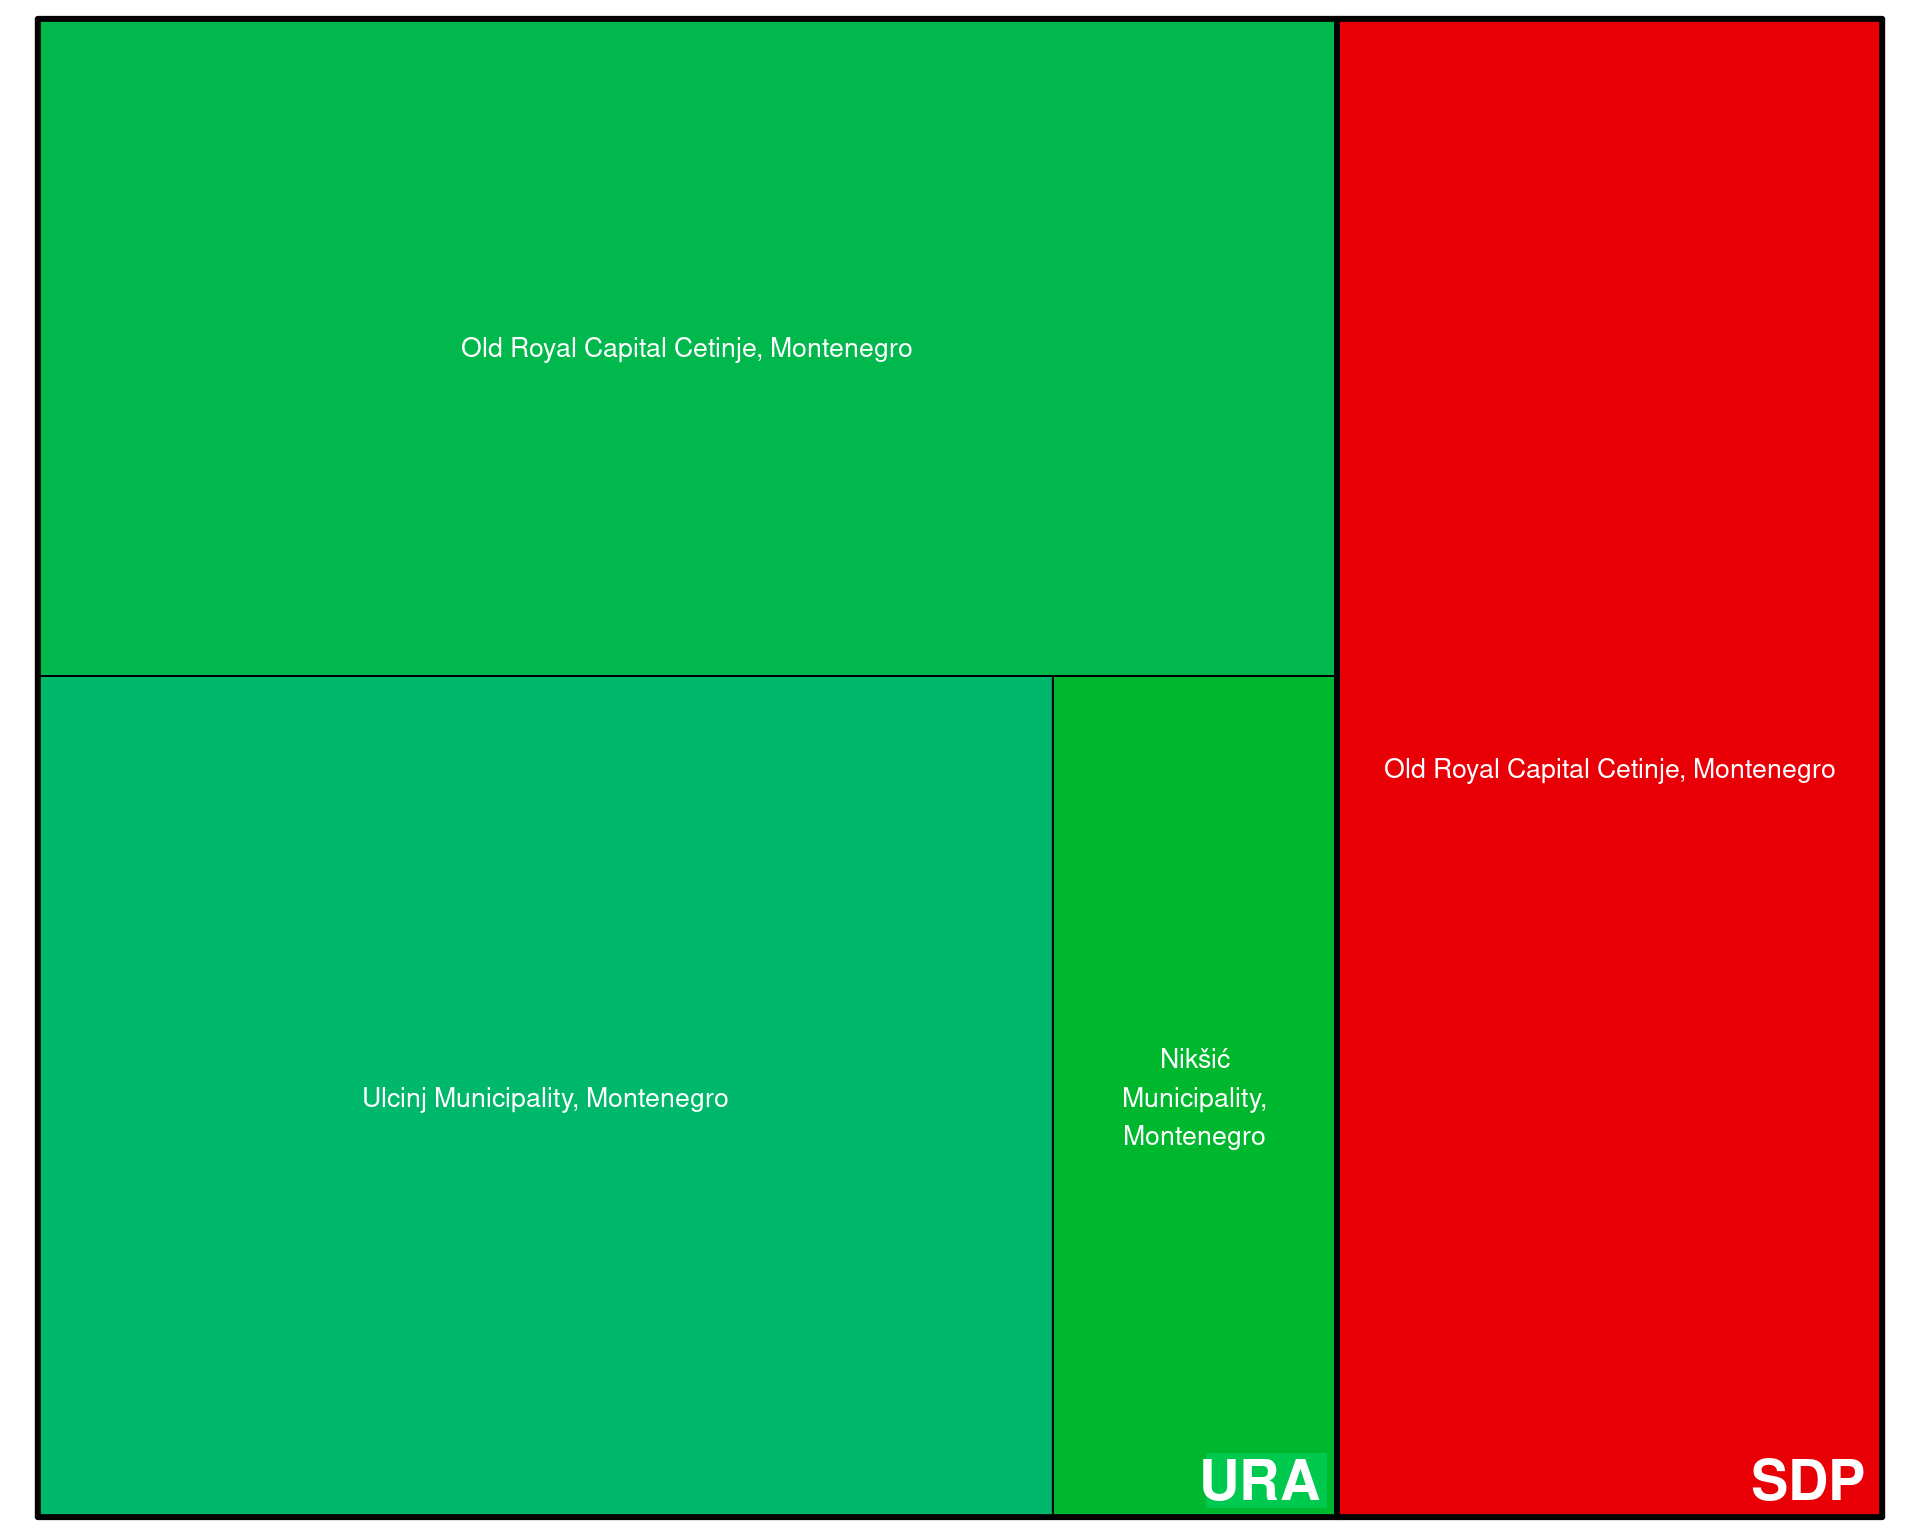 Old Royal Capital Cetinje, Montenegro
Ulcinj Municipality, Montenegro
Nikšić
Municipality,
Montenegro
URA
Old Royal Capital Cetinje, Montenegro
SDP